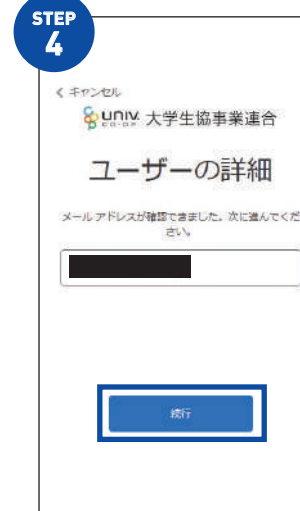 STEP
4
< キャンセル
univ. CO-OP 大学生協事業連合
ユーザーの詳細
メール アドレスが確認できました。次に進んでくだ
さい。
続行